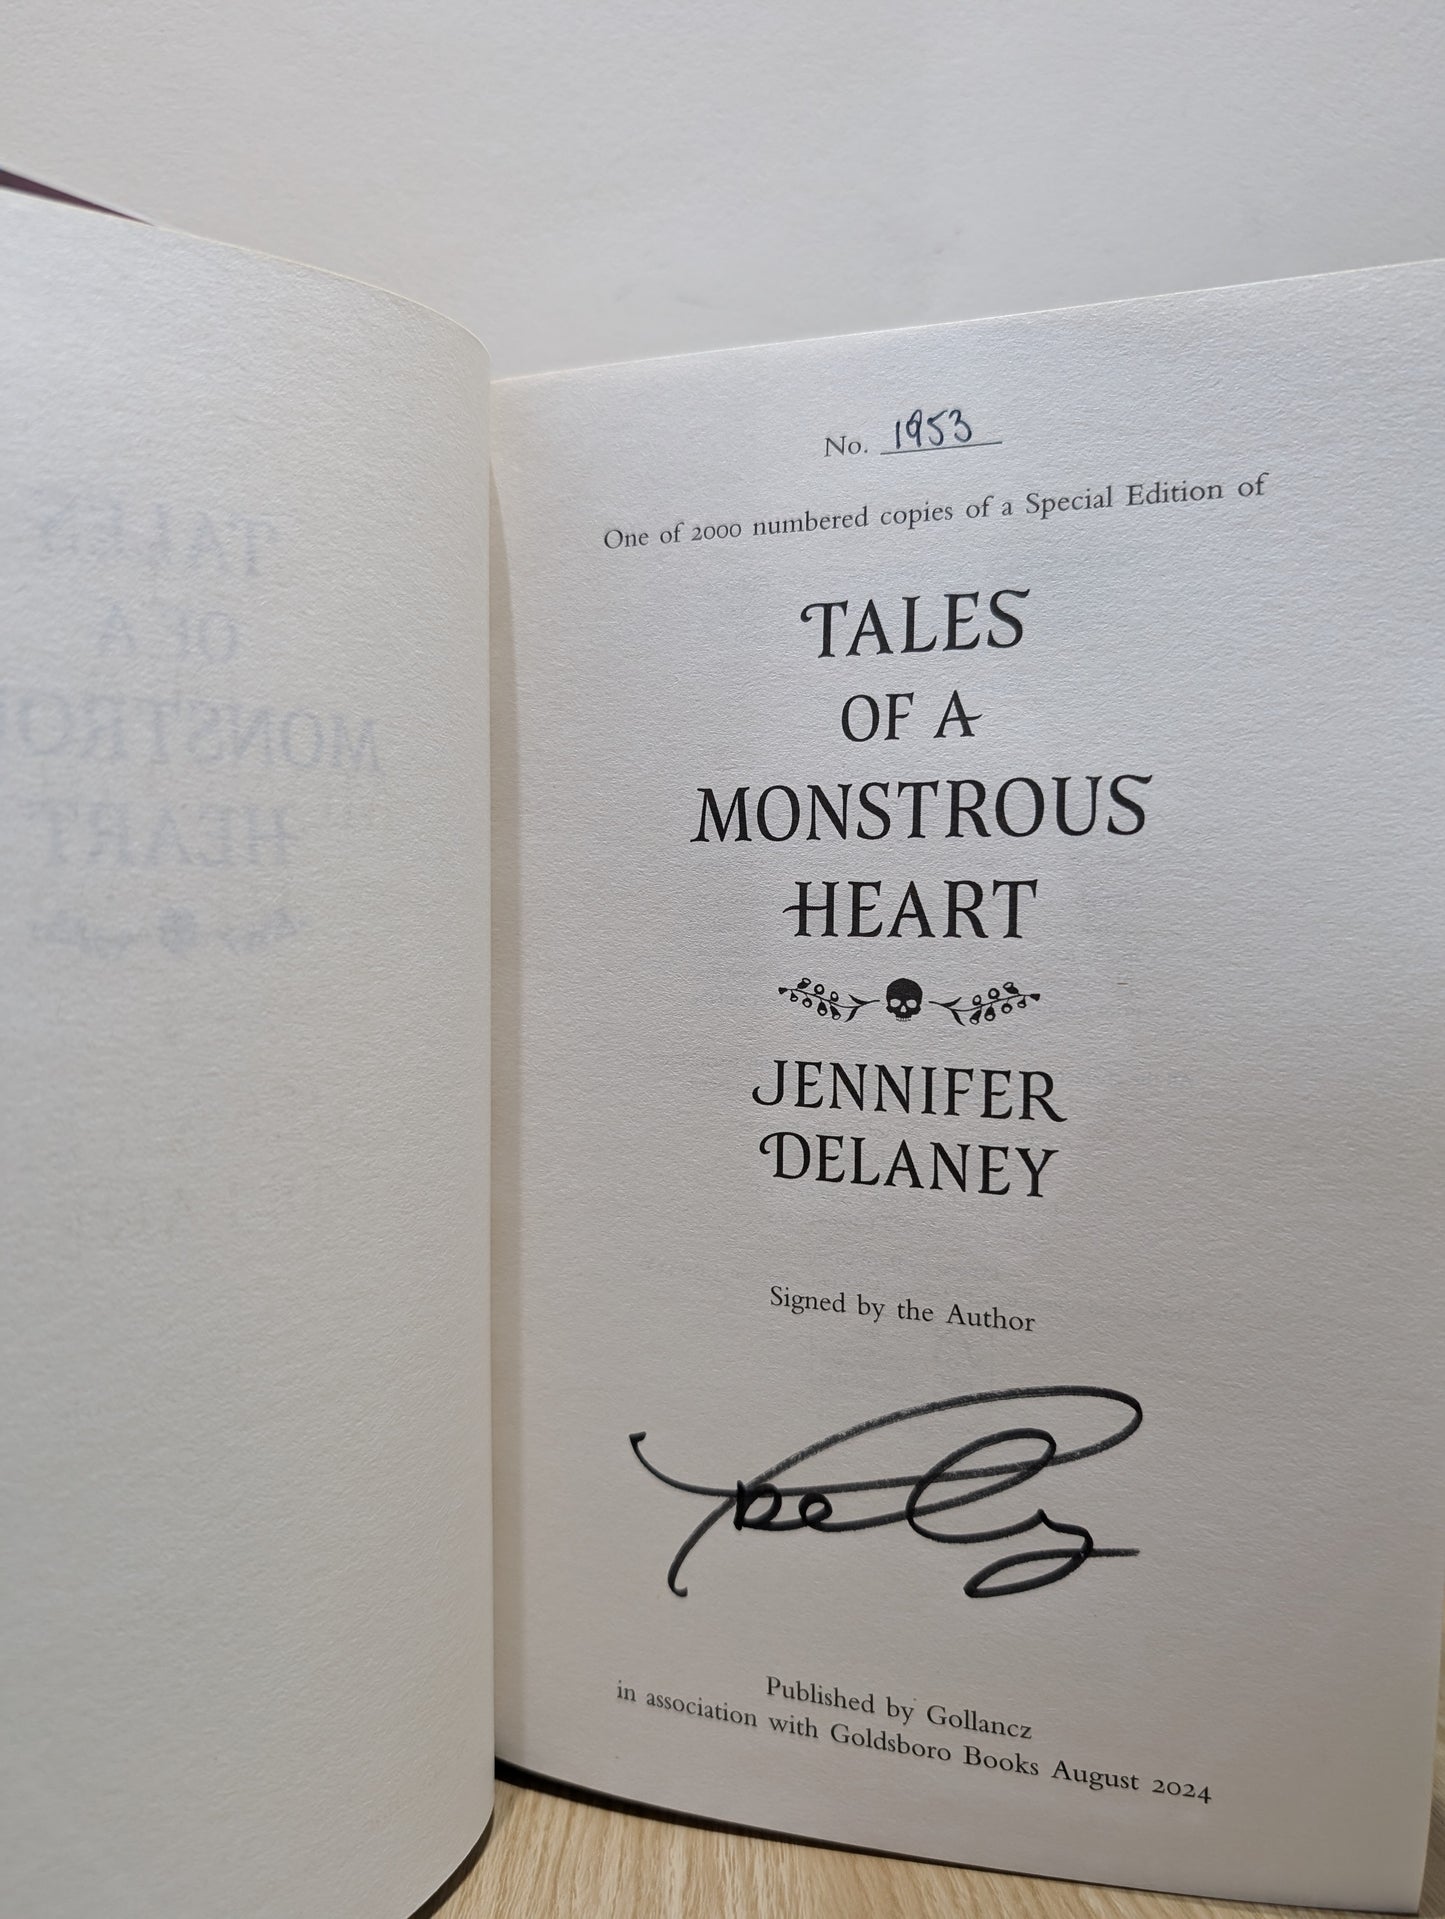 No. 1953
One of 2000 numbered copies of a Special Edition of
TALES
OF A
MONSTROUS
HEART
JENNIFER
DELANEY
Signed by the Author
Published by Gollancz
in association with Goldsboro Books August 2024